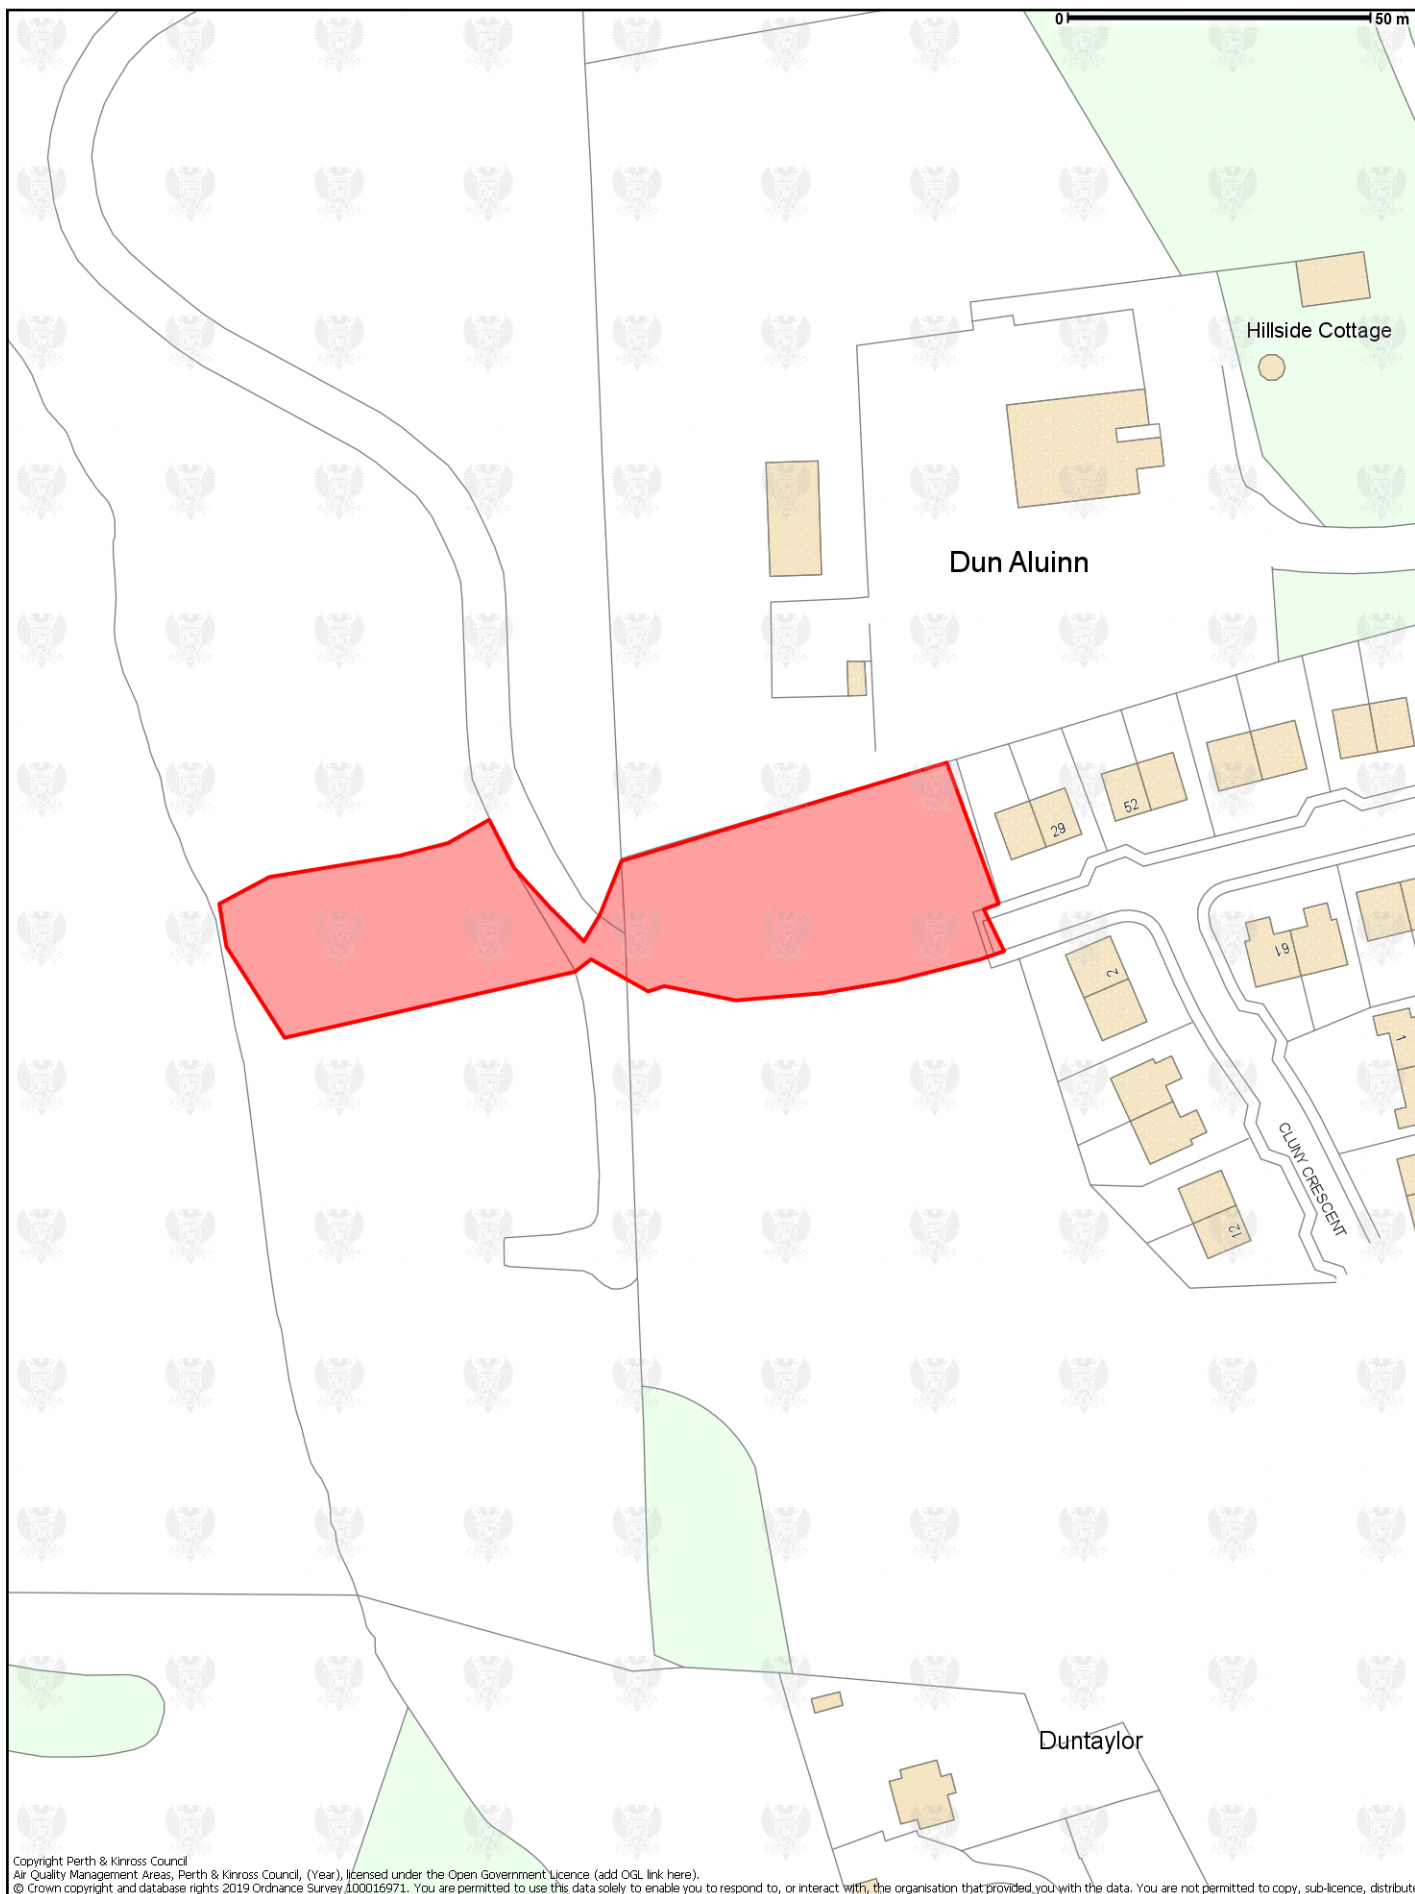 0 50 m
Hillside Cottage
Dun Aluinn
52
29
61
2
1
CLUNY CRESCENT
12
Duntaylor
Copyright Perth & Kinross Council
Air Quality Management Areas, Perth & Kinross Council, (Year), licensed under the Open Government Licence (add OGL link here).
© Crown copyright and database rights 2019 Ordnance Survey 100016971. You are permitted to use this data solely to enable you to respond to, or interact with, the organisation that provided you with the data. You are not permitted to copy, sub-licence, distribute